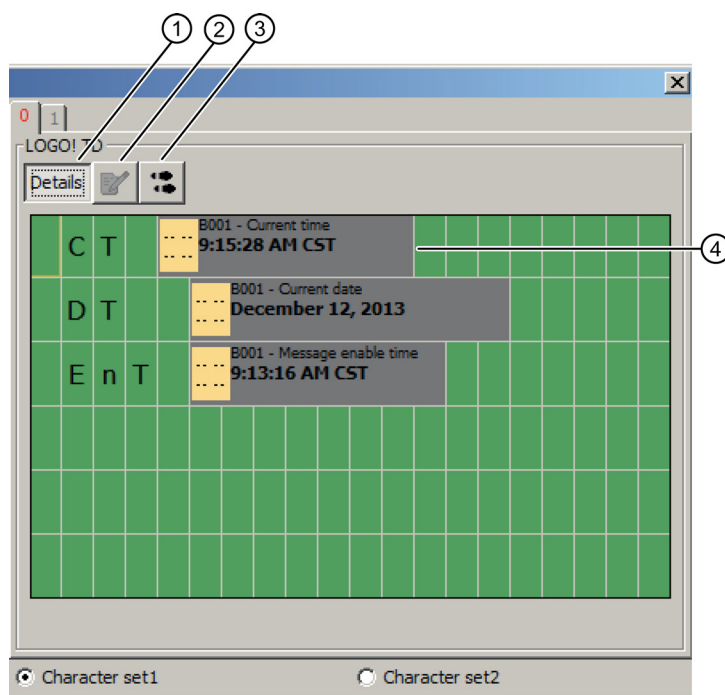 1 2 3
0 1
LOGO! TD
Details
B001 - Current time
C T 9:15:28 AM CST
4
B001 - Current date
D T December 12, 2013
B001 - Message enable time
E n T 9:13:16 AM CST
Character set1 Character set2